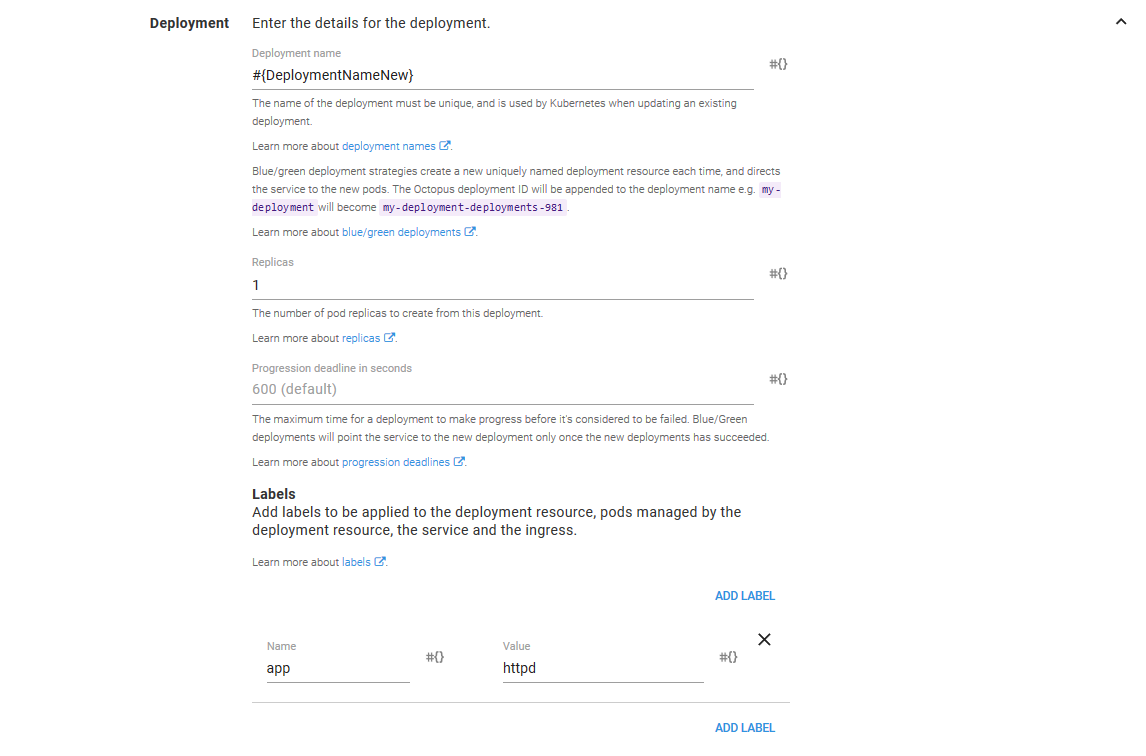 Deployment Enter the details for the deployment.
Deployment name
#{DeploymentNameNew}
#{}
The name of the deployment must be unique, and is used by Kubernetes when updating an existing
deployment.
Learn more about deployment names.
Blue/green deployment strategies create a new uniquely named deployment resource each time, and directs
the service to the new pods. The Octopus deployment ID will be appended to the deployment name e.g. my-
deployment will become my-deployment-deployments-981.
Learn more about blue/green deployments.
Replicas
1
#{}
The number of pod replicas to create from this deployment.
Learn more about replicas.
Progression deadline in seconds
600 (default)
#{}
The maximum time for a deployment to make progress before it's considered to be failed. Blue/Green
deployments will point the service to the new deployment only once the new deployments has succeeded.
Learn more about progression deadlines.
Labels
Add labels to be applied to the deployment resource, pods managed by the
deployment resource, the service and the ingress.
Learn more about labels.
ADD LABEL
Name
app
#{}
Value
httpd
#{}
ADD LABEL